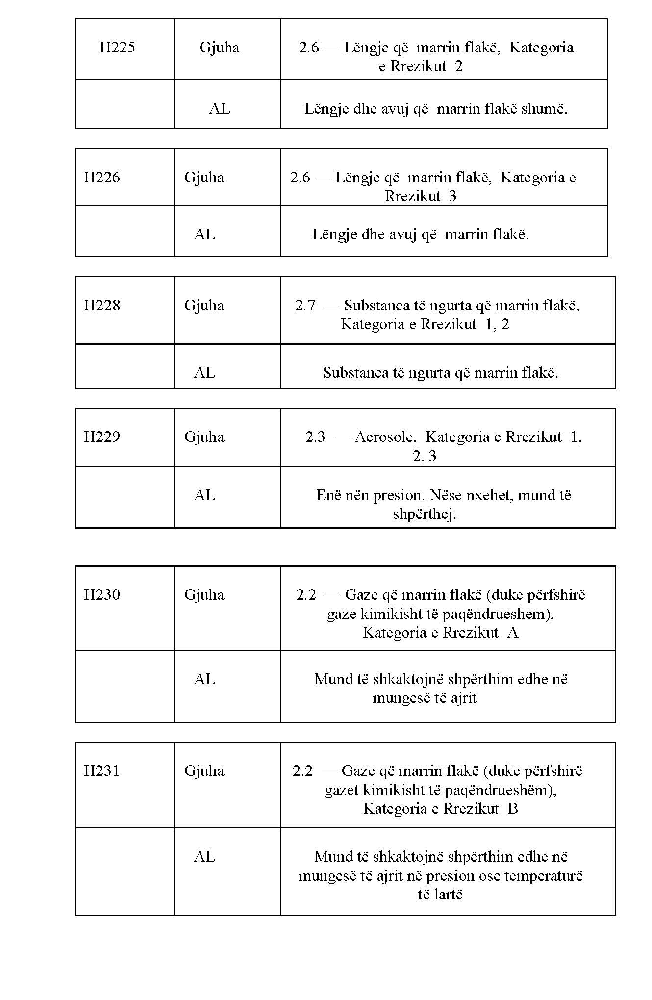 H225 Gjuha 2.6 — Lëngje që marrin flakë, Kategoria
e Rrezikut 2
AL Lëngje dhe avuj që marrin flakë shumë.
H226 Gjuha 2.6 — Lëngje që marrin flakë, Kategoria e
Rrezikut 3
AL Lëngje dhe avuj që marrin flakë.
H228 Gjuha 2.7 — Substanca të ngurta që marrin flakë,
Kategoria e Rrezikut 1, 2
AL Substanca të ngurta që marrin flakë.
H229 Gjuha 2.3 — Aerosole, Kategoria e Rrezikut 1,
2, 3
AL Enë nën presion. Nëse nxehet, mund të
shpërthej.
H230 Gjuha 2.2 — Gaze që marrin flakë (duke përfshirë
gaze kimikisht të paqëndrueshem),
Kategoria e Rrezikut A
AL Mund të shkaktojnë shpërthim edhe në
mungesë të ajrit
H231 Gjuha 2.2 — Gaze që marrin flakë (duke përfshirë
gazet kimikisht të paqëndrueshëm),
Kategoria e Rrezikut B
AL Mund të shkaktojnë shpërthim edhe në
mungesë të ajrit në presion ose temperaturë
të lartë